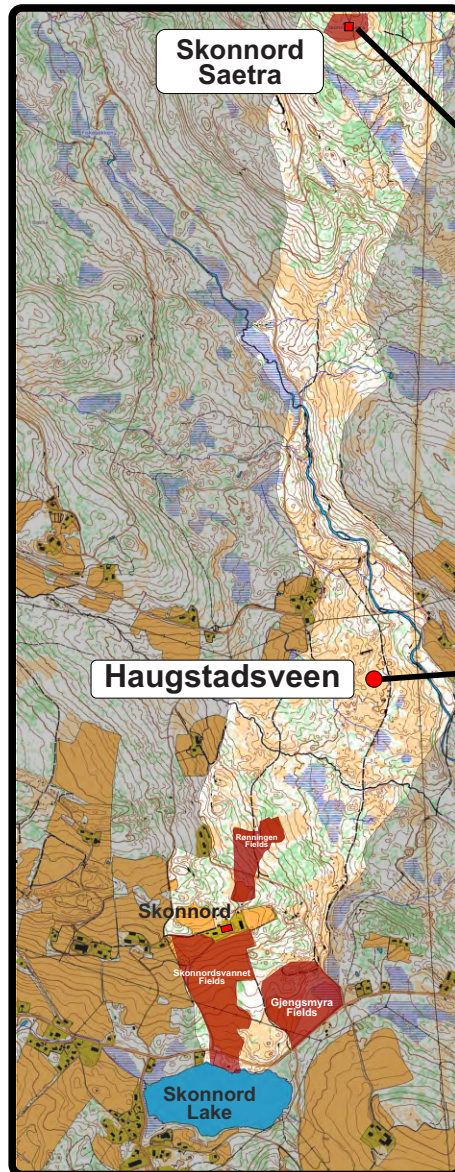 Skonnord
Saetra
Haugstadsveen
Rønningen
Fields
Skonnord
Skonnordsvannet
Fields
Gjengsmyra
Fields
Skonnord
Lake